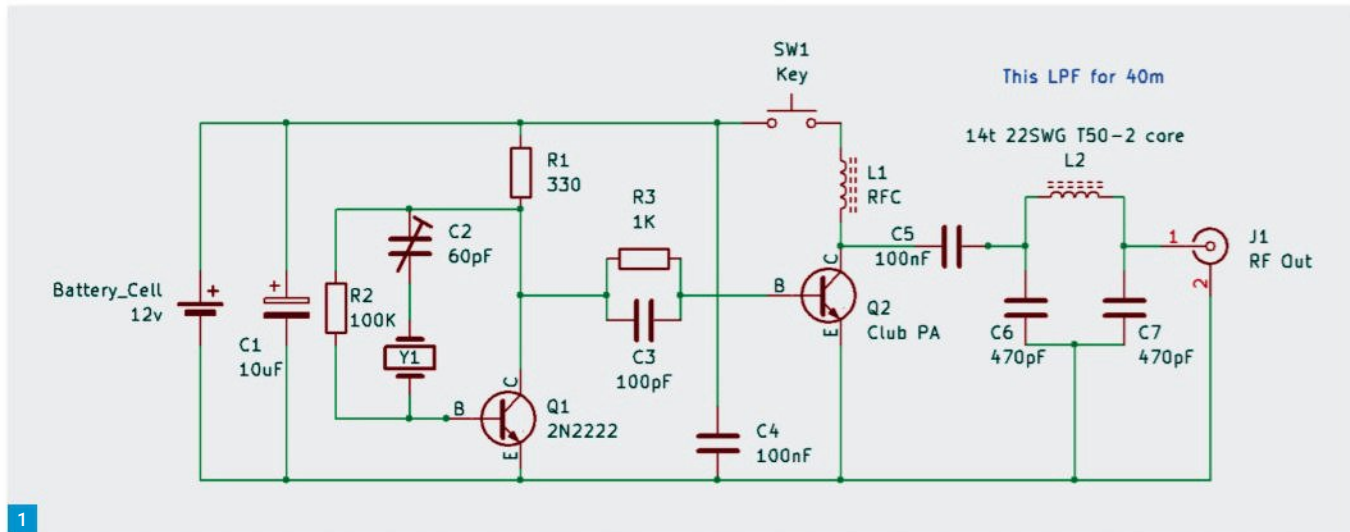 SW1
Key
This LPF for 40m
14t 22SWG T50-2 core
L2
R1
330
L1
RFC
R3
1K
C2
60pF
C5
100nF
1
J1
RF Out
2
Battery_Cell
12v
+
+
R2
100K
C
B
E
Q2
Club PA
C6
470pF
C7
470pF
C1
10uF
Y1
C3
100pF
C
B
E
Q1
2N2222
C4
100nF
1